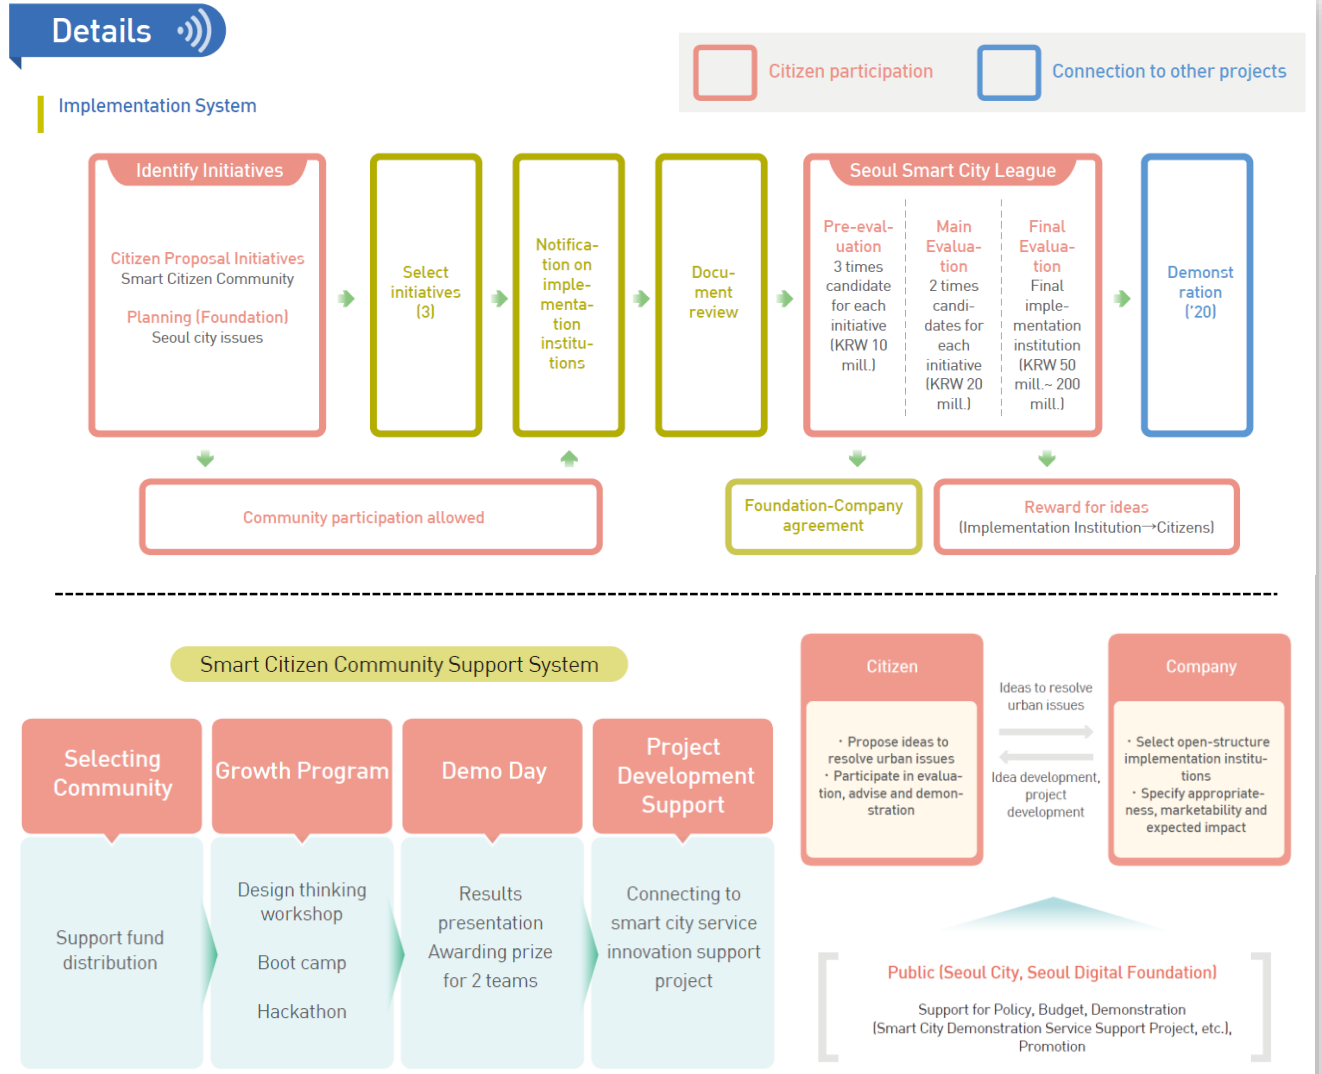 Details
Citizen participation
Connection to other projects
Implementation System
Identify Initiatives
Citizen Proposal Initiatives
Smart Citizen Community
Planning (Foundation)
Seoul city issues
Select
initiatives
(3)
Notifica-
tion on
imple-
menta-
tion
institu-
tions
Docu-
ment
review
Seoul Smart City League
Pre-eval-
uation
3 times
candidate
for each
initiative
(KRW 10
mill.)
Main
Evalua-
tion
2 times
candi-
dates for
each
initiative
(KRW 20
mill.)
Final
Evalua-
tion
Final
imple-
mentation
institution
(KRW 50
mill.~ 200
mill.)
Demonst
ration
('20)
Community participation allowed
Foundation-Company
agreement
Reward for ideas
(Implementation Institution→Citizens)
Smart Citizen Community Support System
Selecting
Community
Support fund
distribution
Growth Program
Design thinking
workshop
Boot camp
Hackathon
Demo Day
Results
presentation
Awarding prize
for 2 teams
Project
Development
Support
Connecting to
smart city service
innovation support
project
Citizen
· Propose ideas to
resolve urban issues
· Participate in evalua-
tion, advise and demon-
stration
Ideas to resolve
urban issues
Idea development,
project
development
Company
· Select open-structure
implementation institu-
tions
· Specify appropriate-
ness, marketability and
expected impact
Public (Seoul City, Seoul Digital Foundation)
Support for Policy, Budget, Demonstration
(Smart City Demonstration Service Support Project, etc.),
Promotion